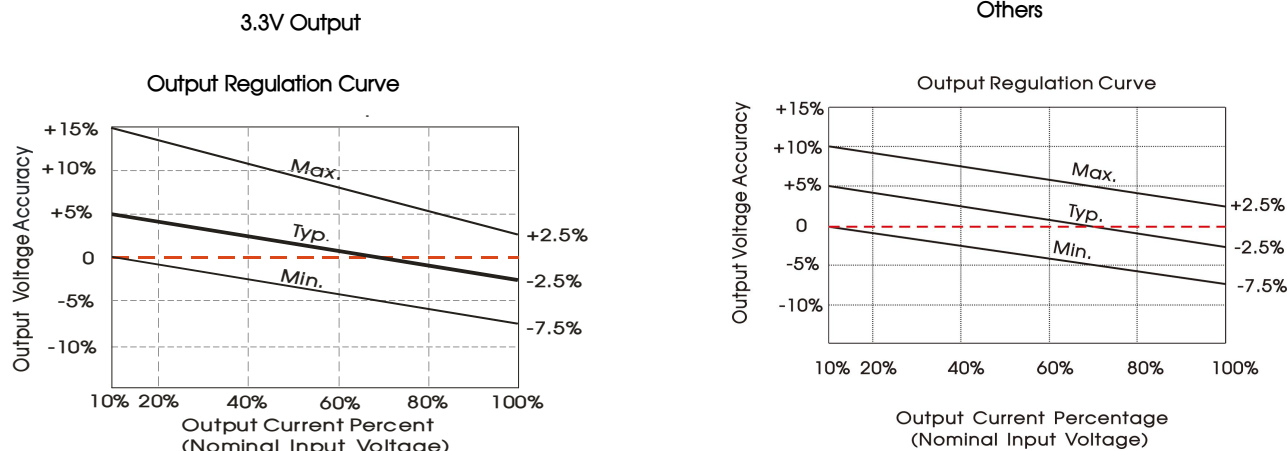 3.3V Output
Output Regulation Curve
Output Voltage Accuracy
+15%
+10%
+5%
0
-5%
-10%
Max.
Typ.
Min.
+2.5%
-2.5%
-7.5%
10% 20% 40% 60% 80% 100%
Output Current Percent
(Nominal Input Voltage)
Others
Output Regulation Curve
Output Voltage Accuracy
+15%
+10%
+5%
0
-5%
-10%
Max.
Typ.
Min.
+2.5%
-2.5%
-7.5%
10% 20% 40% 60% 80% 100%
Output Current Percentage
(Nominal Input Voltage)